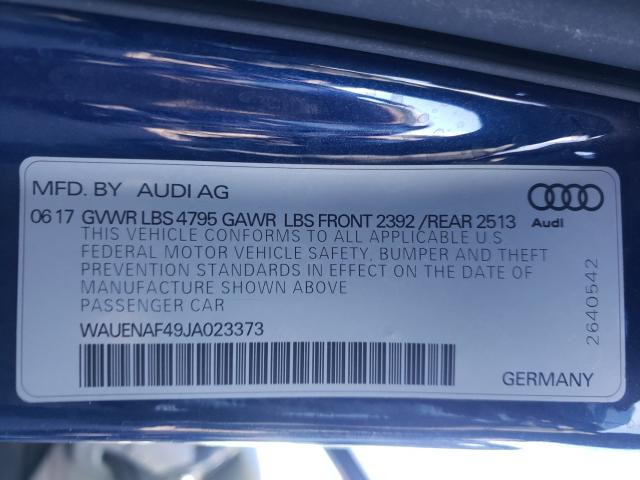 MFD. BY AUDI AG
06 17 GVWR LBS 4795 GAWR LBS FRONT 2392 /REAR 2513
Audi
THIS VEHICLE CONFORMS TO ALL APPLICABLE U.S.
FEDERAL MOTOR VEHICLE SAFETY, BUMPER AND THEFT
PREVENTION STANDARDS IN EFFECT ON THE DATE OF
MANUFACTURE SHOWN ABOVE
PASSENGER CAR
2640542
WAUENAF49JA023373
GERMANY